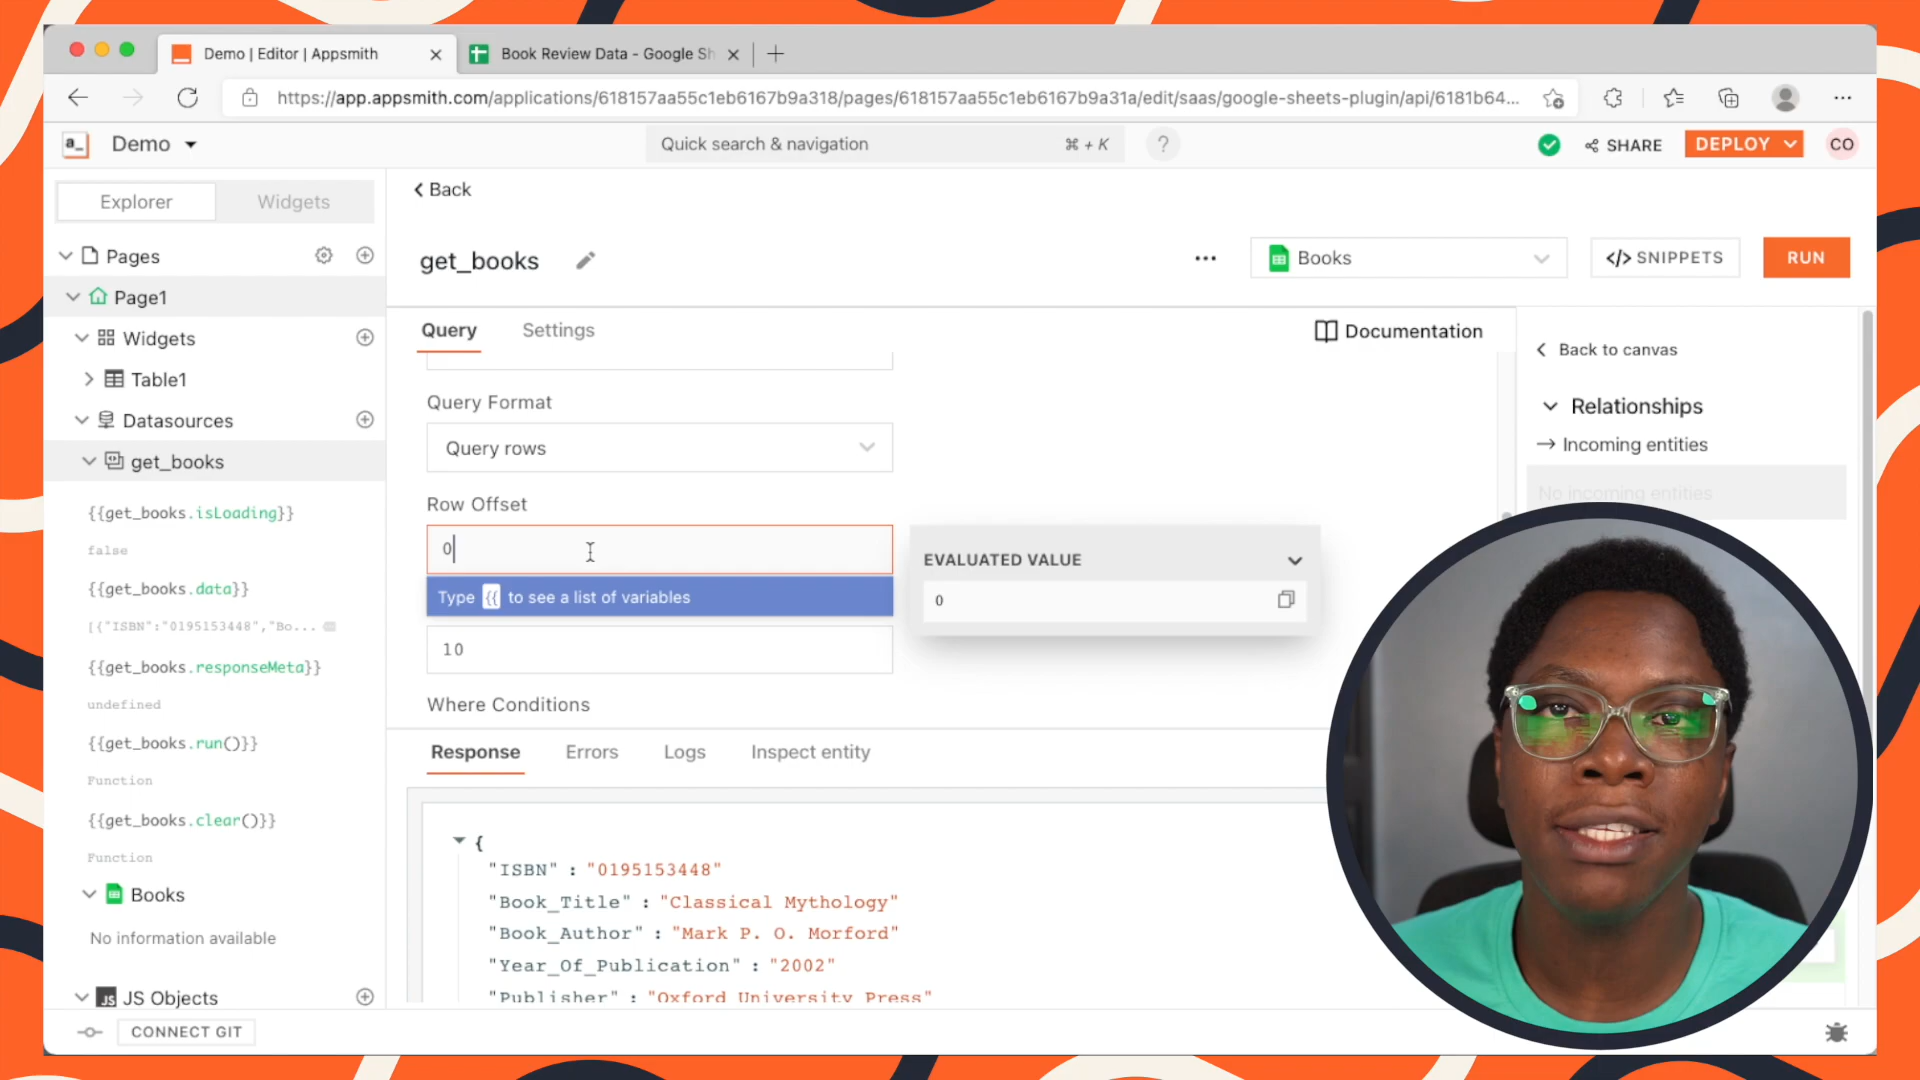 Demo | Editor | Appsmith
Book Review Data - Google Sh
https://app.appsmith.com/applications/618157aa55c1eb6167b9a318/pages/618157aa55c1eb6167b9a31a/edit/saas/google-sheets-plugin/api/6181b64...
a_
Demo
Quick search & navigation
⌘ + K
?
SHARE
DEPLOY
CO
Explorer
Widgets
Back
Pages
get_books
Books
</> SNIPPETS
RUN
Page1
Query
Settings
Documentation
Widgets
Back to canvas
Table1
Query Format
Relationships
Datasources
Query rows
Incoming entities
get_books
No incoming entities
Row Offset
{{get_books.isLoading}}
false
0
EVALUATED VALUE
{{get_books.data}}
Type {{ to see a list of variables
0
[{"ISBN":"0195153448","Bo...
10
{{get_books.responseMeta}}
undefined
Where Conditions
{{get_books.run()}}
Response
Errors
Logs
Inspect entity
Function
{{get_books.clear()}}
{
Function
"ISBN" : "0195153448"
Books
"Book_Title" : "Classical Mythology"
"Book_Author" : "Mark P. O. Morford"
No information available
"Year_Of_Publication" : "2002"
JS
JS Objects
"Publisher" : "Oxford University Press"
CONNECT GIT